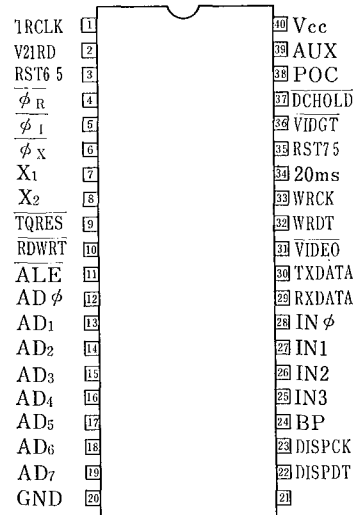 1RCLK 1 40 Vcc
V21RD 2 39 AUX
RST6 5 3 38 POC
ϕR 4 37 DCHOLD
ϕI 5 36 VIDGT
ϕX 6 35 RST75
X1 7 34 20ms
X2 8 33 WRCK
TQRES 9 32 WRDT
RDWRT 10 31 VIDEO
ALE 11 30 TXDATA
ADϕ 12 29 RXDATA
AD1 13 28 INϕ
AD2 14 27 IN1
AD3 15 26 IN2
AD4 16 25 IN3
AD5 17 24 BP
AD6 18 23 DISPCK
AD7 19 22 DISPDT
GND 20 21